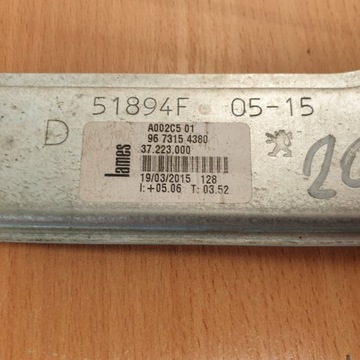 D 51894F 05-15
A002C5 01
96 7315 4380
37.223.000
lames
19/03/2015 128
I:+05.06 T: 03.52